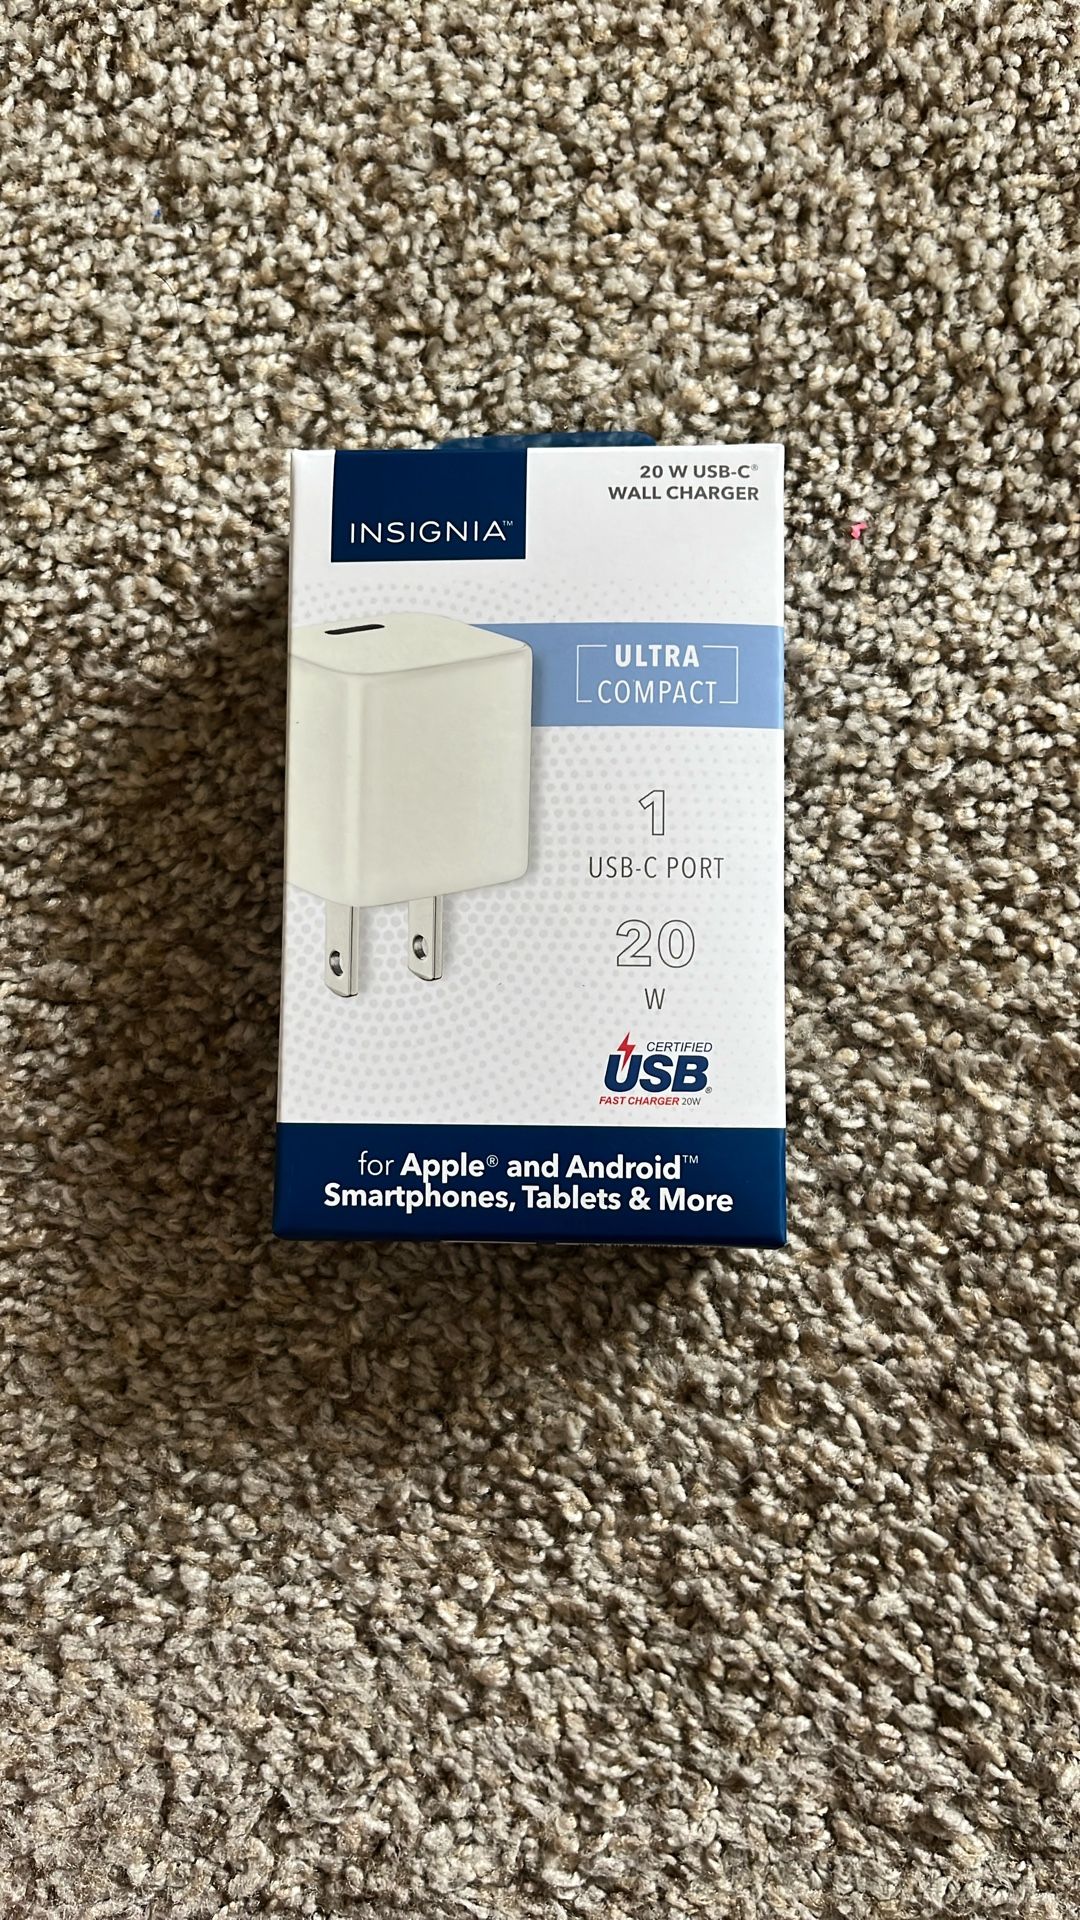 INSIGNIA™
20 W USB-C®
WALL CHARGER
ULTRA
COMPACT
1
USB-C PORT
20
W
CERTIFIED
USB®
FAST CHARGER 20W
for Apple® and Android™
Smartphones, Tablets & More